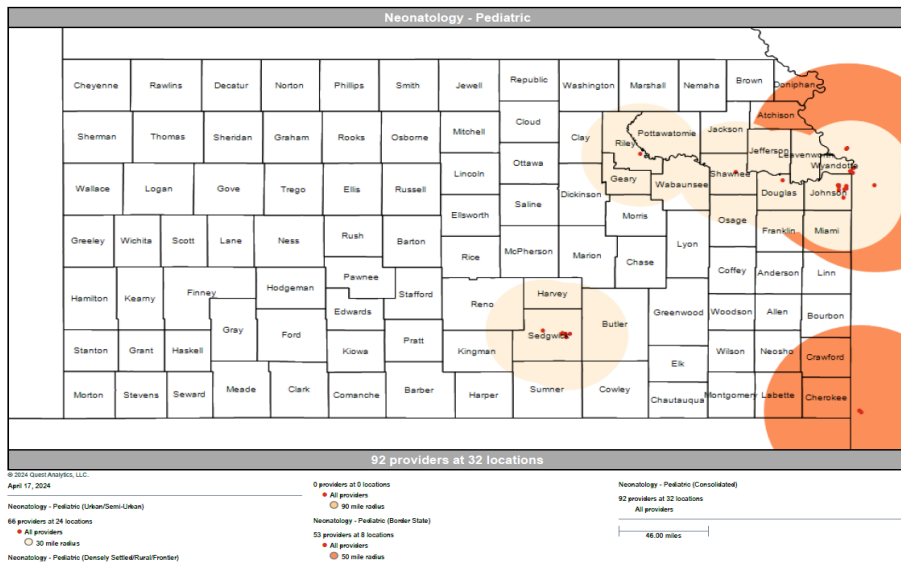 Neonatology - Pediatric
Cheyenne Rawlins Decatur Norton Phillips Smith Jewell Republic Washington Marshall Nemaha Brown Doniphan
Atchison
Sherman Thomas Sheridan Graham Rooks Osborne Mitchell Cloud Clay Riley Pottawatomie Jackson
Jefferson Leavenworth
Wyandotte
Wallace Logan Gove Trego Ellis Russell Lincoln Ottawa Dickinson Geary Wabaunsee Shawnee Douglas Johnson
Ellsworth Saline Morris Osage
Greeley Wichita Scott Lane Ness Rush Barton Rice McPherson Marion Chase Lyon Franklin Miami
Hamilton Kearny Finney Hodgeman Pawnee Stafford Reno Harvey Coffey Anderson Linn
Gray Ford Edwards Butler Greenwood Woodson Allen Bourbon
Stanton Grant Haskell Kiowa Pratt Kingman Sedgwick Elk Wilson Neosho Crawford
Morton Stevens Seward Meade Clark Comanche Barber Harper Sumner Cowley Chautauqua Montgomery Labette Cherokee
92 providers at 32 locations
© 2024 Quest Analytics, LLC.
April 17, 2024
Neonatology - Pediatric (Urban/Semi-Urban)
66 providers at 24 locations
All providers
30 mile radius
Neonatology - Pediatric (Densely Settled/Rural/Frontier)
0 providers at 0 locations
All providers
90 mile radius
Neonatology - Pediatric (Border State)
53 providers at 8 locations
All providers
50 mile radius
Neonatology - Pediatric (Consolidated)
92 providers at 32 locations
All providers
46.00 miles